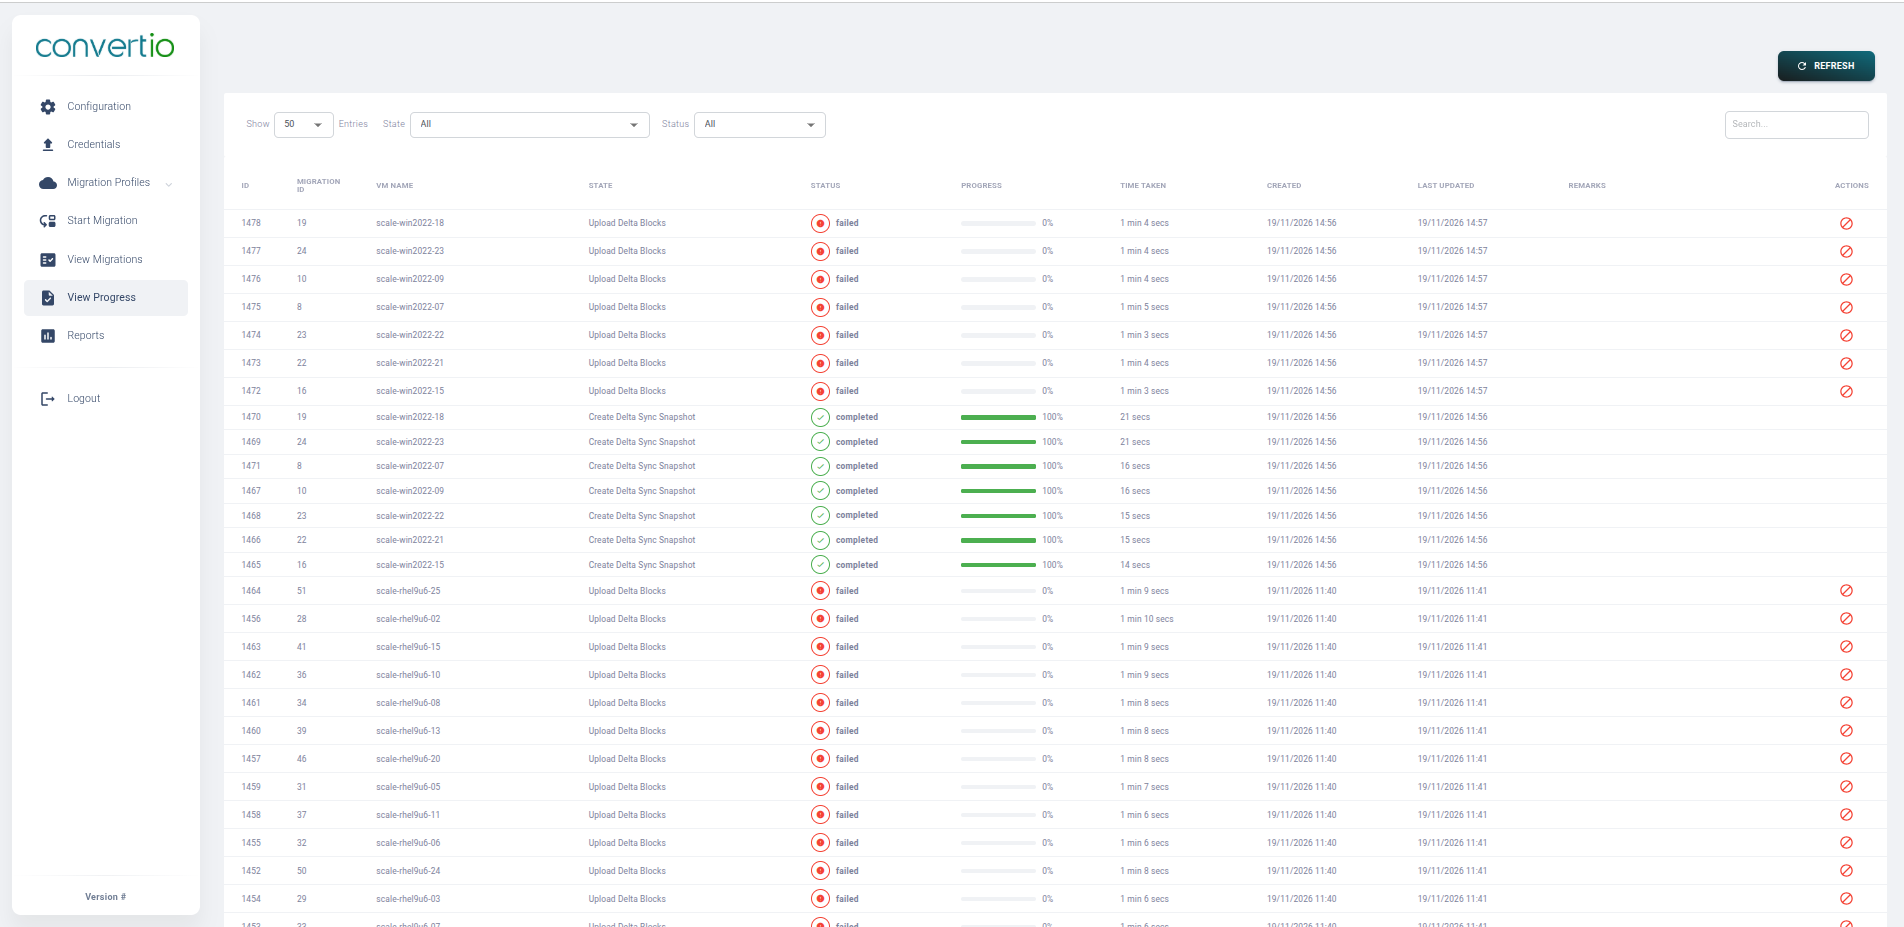 convertio
Configuration
Credentials
Migration Profiles
Start Migration
View Migrations
View Progress
Reports
Logout
Version #
REFRESH
Show 50 Entries State All Status All Search...
ID MIGRATION ID VM NAME STATE STATUS PROGRESS TIME TAKEN CREATED LAST UPDATED REMARKS ACTIONS
1478 19 scale-win2022-18 Upload Delta Blocks failed 0% 1 min 4 secs 19/11/2026 14:56 19/11/2026 14:57
1477 24 scale-win2022-23 Upload Delta Blocks failed 0% 1 min 4 secs 19/11/2026 14:56 19/11/2026 14:57
1476 10 scale-win2022-09 Upload Delta Blocks failed 0% 1 min 4 secs 19/11/2026 14:56 19/11/2026 14:57
1475 8 scale-win2022-07 Upload Delta Blocks failed 0% 1 min 5 secs 19/11/2026 14:56 19/11/2026 14:57
1474 23 scale-win2022-22 Upload Delta Blocks failed 0% 1 min 3 secs 19/11/2026 14:56 19/11/2026 14:57
1473 22 scale-win2022-21 Upload Delta Blocks failed 0% 1 min 4 secs 19/11/2026 14:56 19/11/2026 14:57
1472 16 scale-win2022-15 Upload Delta Blocks failed 0% 1 min 3 secs 19/11/2026 14:56 19/11/2026 14:57
1470 19 scale-win2022-18 Create Delta Sync Snapshot completed 100% 21 secs 19/11/2026 14:56 19/11/2026 14:56
1469 24 scale-win2022-23 Create Delta Sync Snapshot completed 100% 21 secs 19/11/2026 14:56 19/11/2026 14:56
1471 8 scale-win2022-07 Create Delta Sync Snapshot completed 100% 16 secs 19/11/2026 14:56 19/11/2026 14:56
1467 10 scale-win2022-09 Create Delta Sync Snapshot completed 100% 16 secs 19/11/2026 14:56 19/11/2026 14:56
1468 23 scale-win2022-22 Create Delta Sync Snapshot completed 100% 15 secs 19/11/2026 14:56 19/11/2026 14:56
1466 22 scale-win2022-21 Create Delta Sync Snapshot completed 100% 15 secs 19/11/2026 14:56 19/11/2026 14:56
1465 16 scale-win2022-15 Create Delta Sync Snapshot completed 100% 14 secs 19/11/2026 14:56 19/11/2026 14:56
1464 51 scale-rhel9u6-25 Upload Delta Blocks failed 0% 1 min 9 secs 19/11/2026 11:40 19/11/2026 11:41
1456 28 scale-rhel9u6-02 Upload Delta Blocks failed 0% 1 min 10 secs 19/11/2026 11:40 19/11/2026 11:41
1463 41 scale-rhel9u6-15 Upload Delta Blocks failed 0% 1 min 9 secs 19/11/2026 11:40 19/11/2026 11:41
1462 36 scale-rhel9u6-10 Upload Delta Blocks failed 0% 1 min 9 secs 19/11/2026 11:40 19/11/2026 11:41
1461 34 scale-rhel9u6-08 Upload Delta Blocks failed 0% 1 min 8 secs 19/11/2026 11:40 19/11/2026 11:41
1460 39 scale-rhel9u6-13 Upload Delta Blocks failed 0% 1 min 8 secs 19/11/2026 11:40 19/11/2026 11:41
1457 46 scale-rhel9u6-20 Upload Delta Blocks failed 0% 1 min 8 secs 19/11/2026 11:40 19/11/2026 11:41
1459 31 scale-rhel9u6-05 Upload Delta Blocks failed 0% 1 min 7 secs 19/11/2026 11:40 19/11/2026 11:41
1458 37 scale-rhel9u6-11 Upload Delta Blocks failed 0% 1 min 6 secs 19/11/2026 11:40 19/11/2026 11:41
1455 32 scale-rhel9u6-06 Upload Delta Blocks failed 0% 1 min 6 secs 19/11/2026 11:40 19/11/2026 11:41
1452 50 scale-rhel9u6-24 Upload Delta Blocks failed 0% 1 min 8 secs 19/11/2026 11:40 19/11/2026 11:41
1454 29 scale-rhel9u6-03 Upload Delta Blocks failed 0% 1 min 6 secs 19/11/2026 11:40 19/11/2026 11:41
1453 33 scale-rhel9u6-07 Upload Delta Blocks failed 0% 1 min 6 secs 19/11/2026 11:40 19/11/2026 11:41